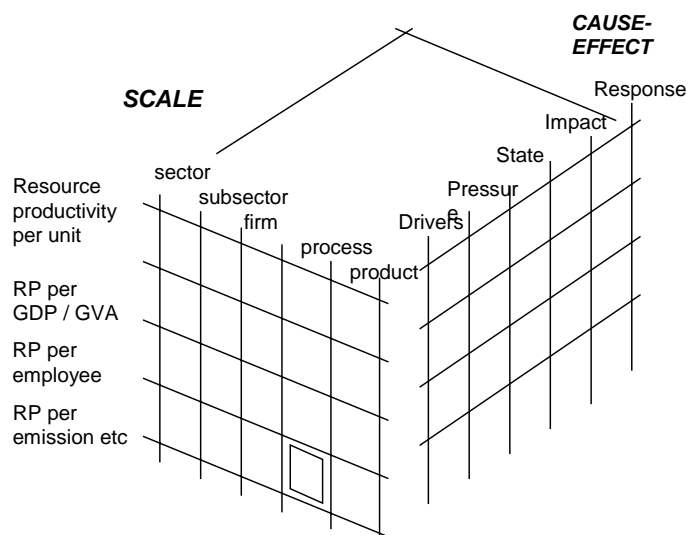 CAUSE-
EFFECT
SCALE
Response
Impact
State
Pressur
e
Drivers
sector
subsector
firm
process
product
Resource
productivity
per unit
RP per
GDP / GVA
RP per
employee
RP per
emission etc